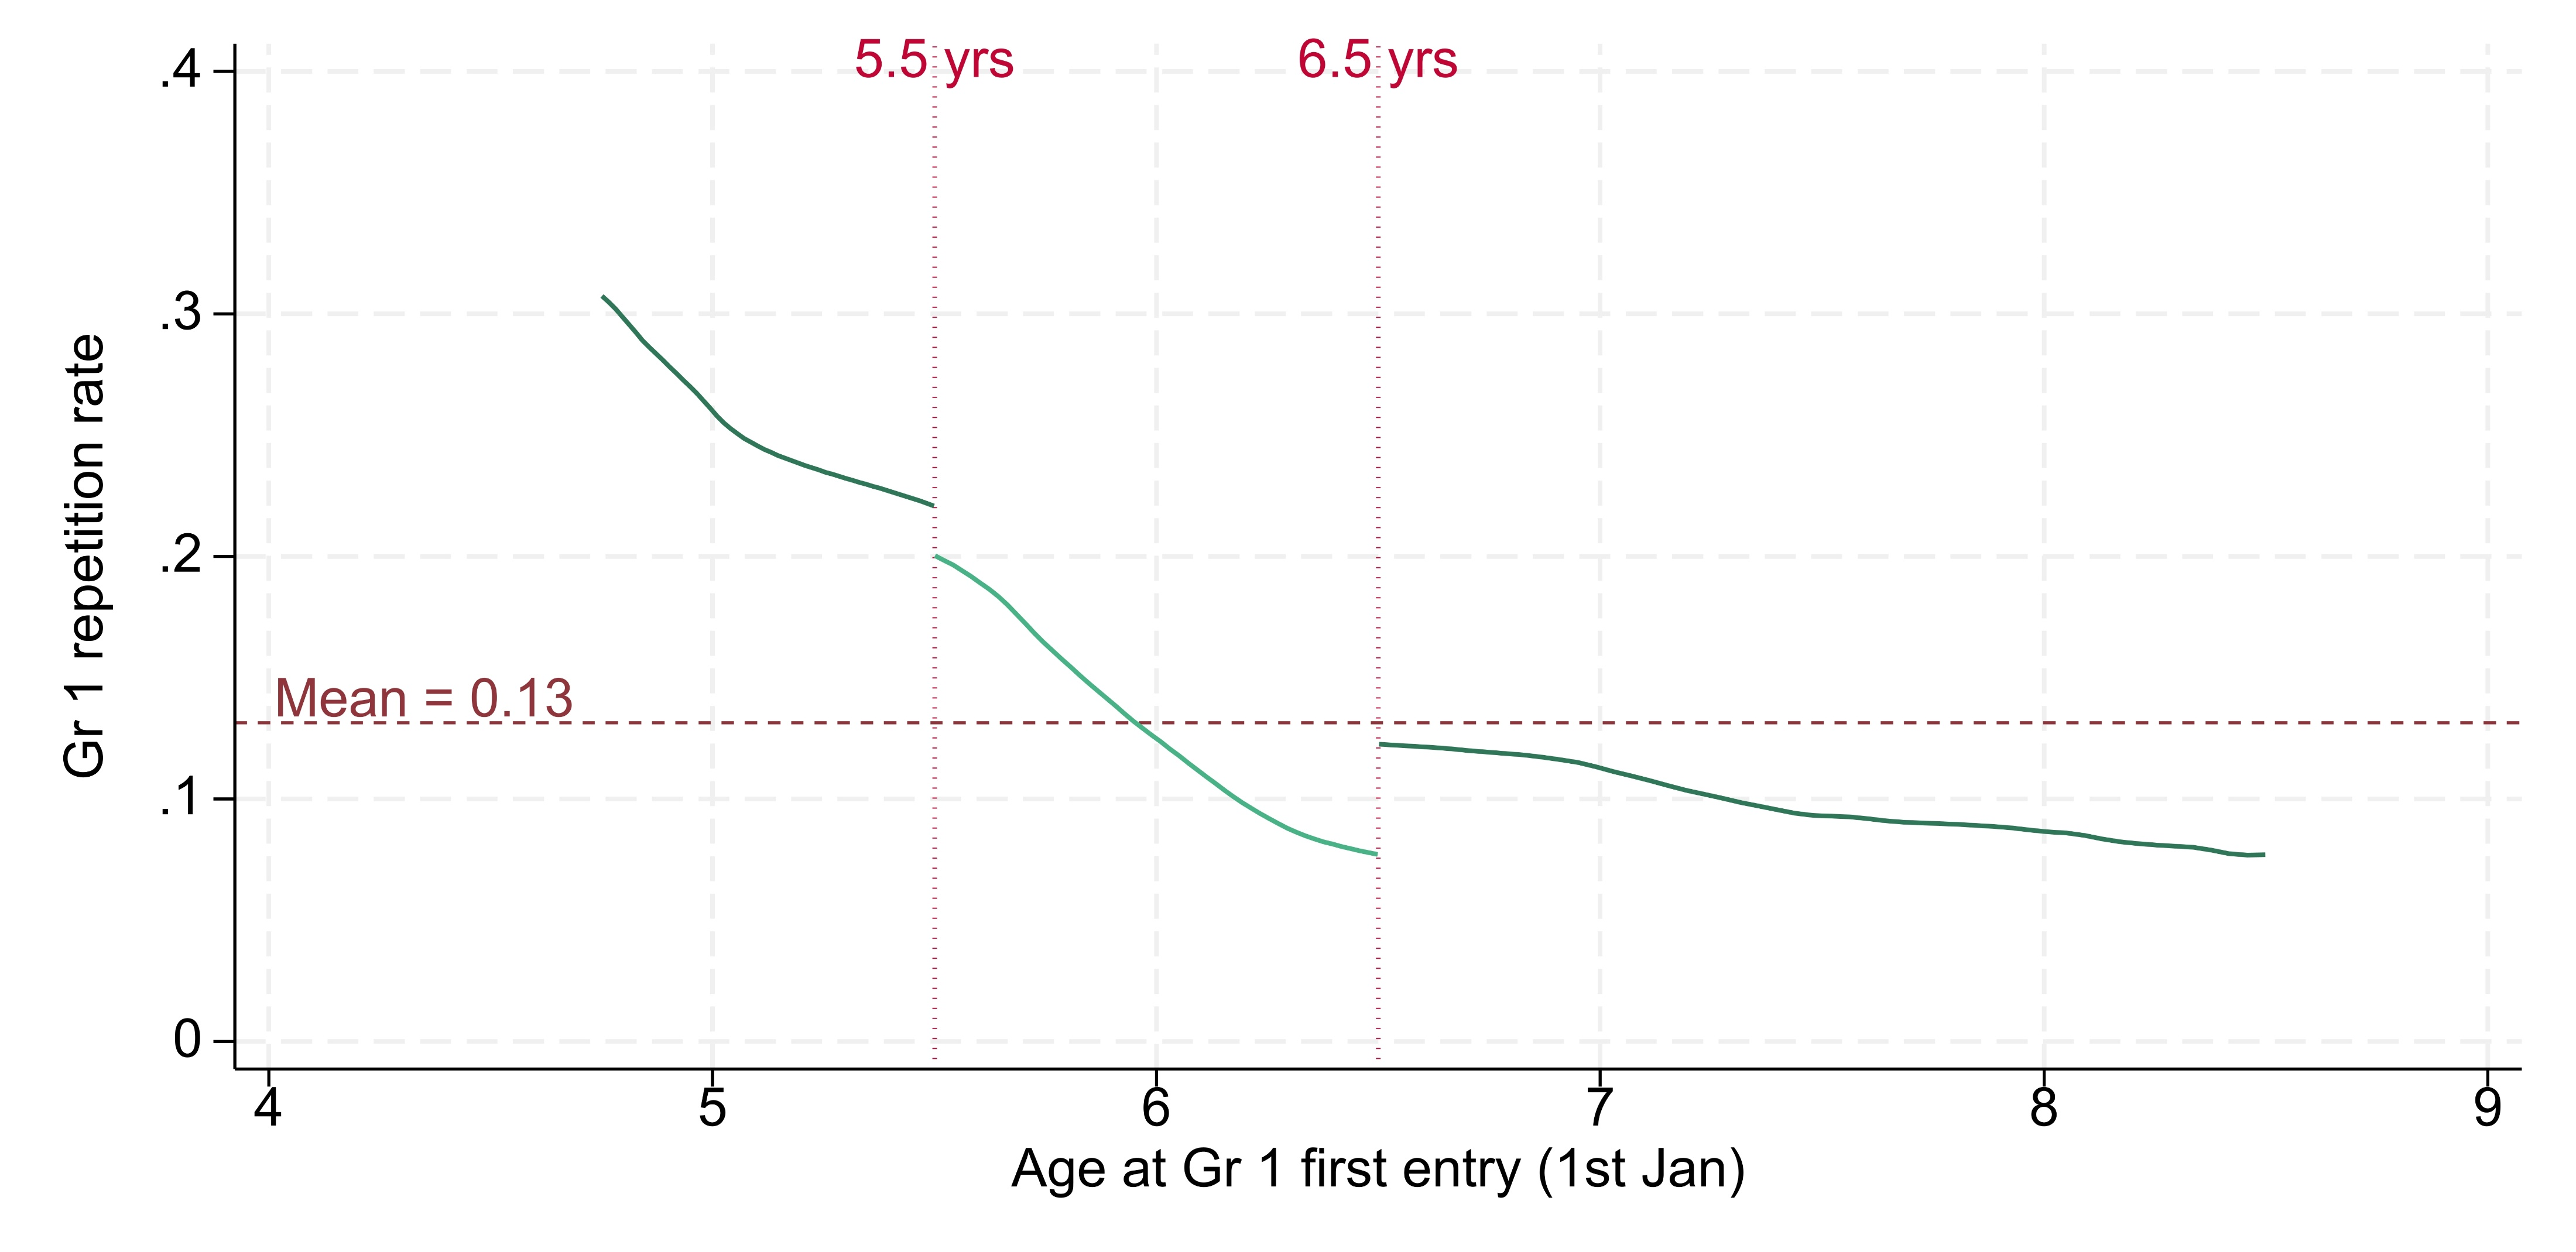 5.5 yrs
6.5 yrs
.4
.3
.2
.1
0
Gr 1 repetition rate
Mean = 0.13
4
5
6
7
8
9
Age at Gr 1 first entry (1st Jan)